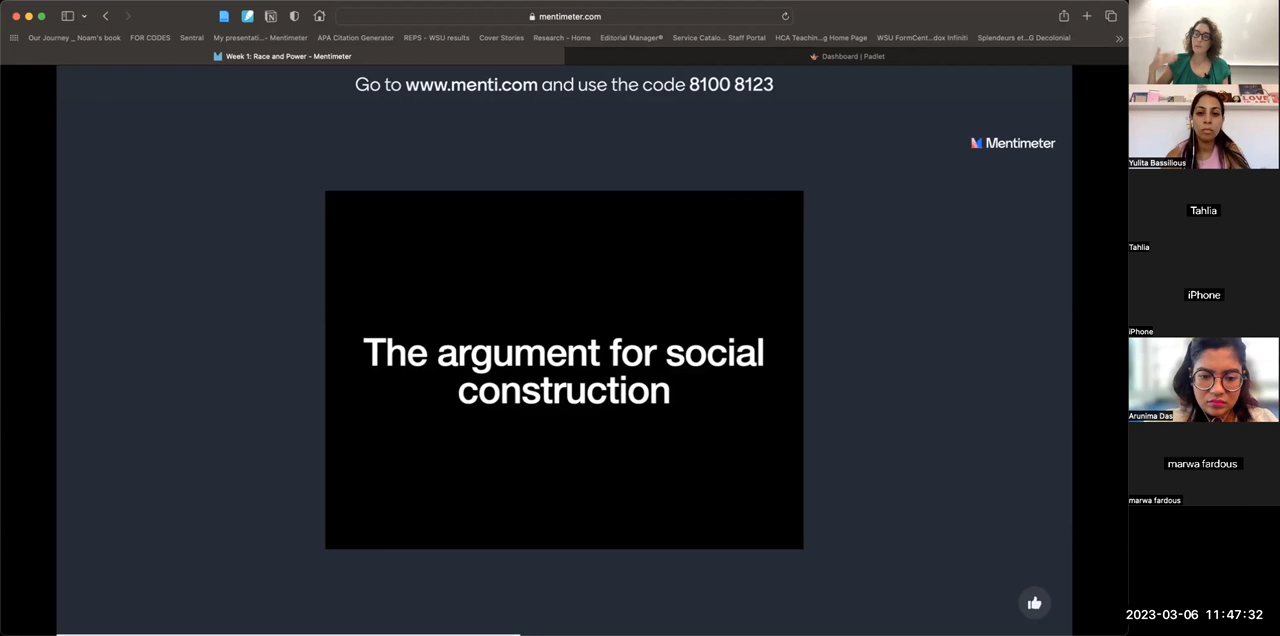 mentimeter.com
Our Journey _ Noam's book
FOR CODES
Sentral
My presentati...- Mentimeter
APA Citation Generator
REPS - WSU results
Cover Stories
Research - Home
Editorial Manager®
Service Catalo... Staff Portal
HCA Teachin...g Home Page
WSU FormCent...dox Infiniti
Splendeurs et...G Decolonial
Week 1: Race and Power - Mentimeter
Dashboard | Padlet
Go to www.menti.com and use the code 8100 8123
Mentimeter
The argument for social
construction
LOVE
Yulita Bassilious
Tahlia
Tahlia
iPhone
iPhone
Arunima Das
marwa fardous
marwa fardous
2023-03-06 11:47:32